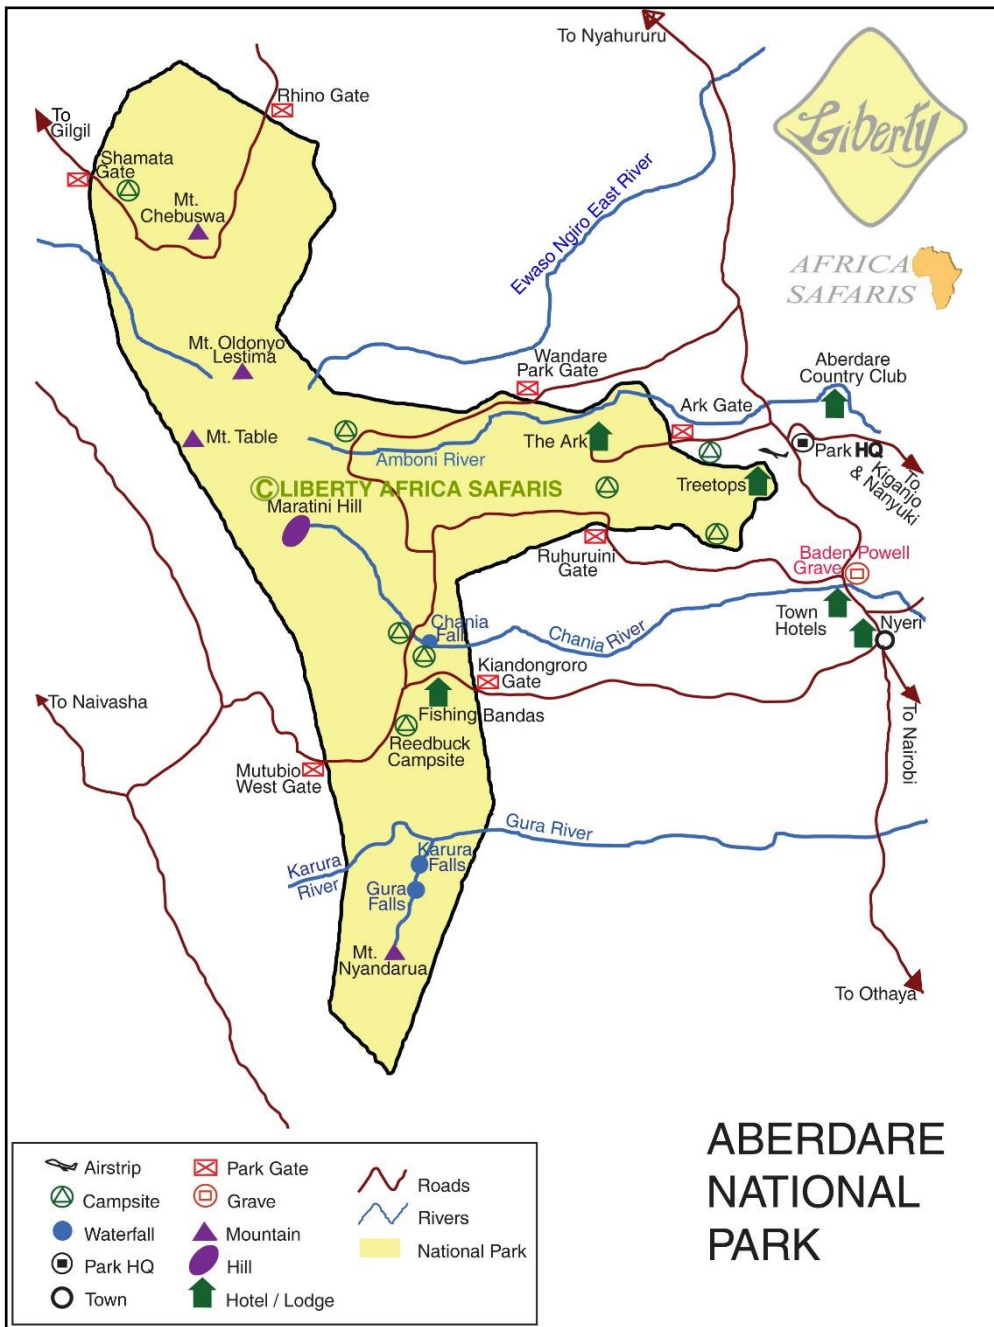 To Nyahururu
Liberty
AFRICA
SAFARIS
Rhino Gate
To
Gilgil
Shamata
Gate
Mt.
Chebuswa
Ewaso Ngiro East River
Mt. Oldonyo
Lestima
Wandare
Park Gate
Aberdare
Country Club
Ark Gate
Mt. Table
The Ark
Amboni River
Park HQ
To
Kiganjo
& Nanyuki
Treetops
© LIBERTY AFRICA SAFARIS
Maratini Hill
Ruhuruini
Gate
Baden Powell
Grave
Chania
Fall
Chania River
Town
Hotels
Nyeri
Kiandongroro
Gate
To Naivasha
Fishing Bandas
Reedbuck
Campsite
To Nairobi
Mutubio
West Gate
Gura River
Karura
River
Karura
Falls
Gura
Falls
Mt.
Nyandarua
To Othaya
ABERDARE
NATIONAL
PARK
Airstrip
Campsite
Waterfall
Park HQ
Town
Park Gate
Grave
Mountain
Hill
Hotel / Lodge
Roads
Rivers
National Park